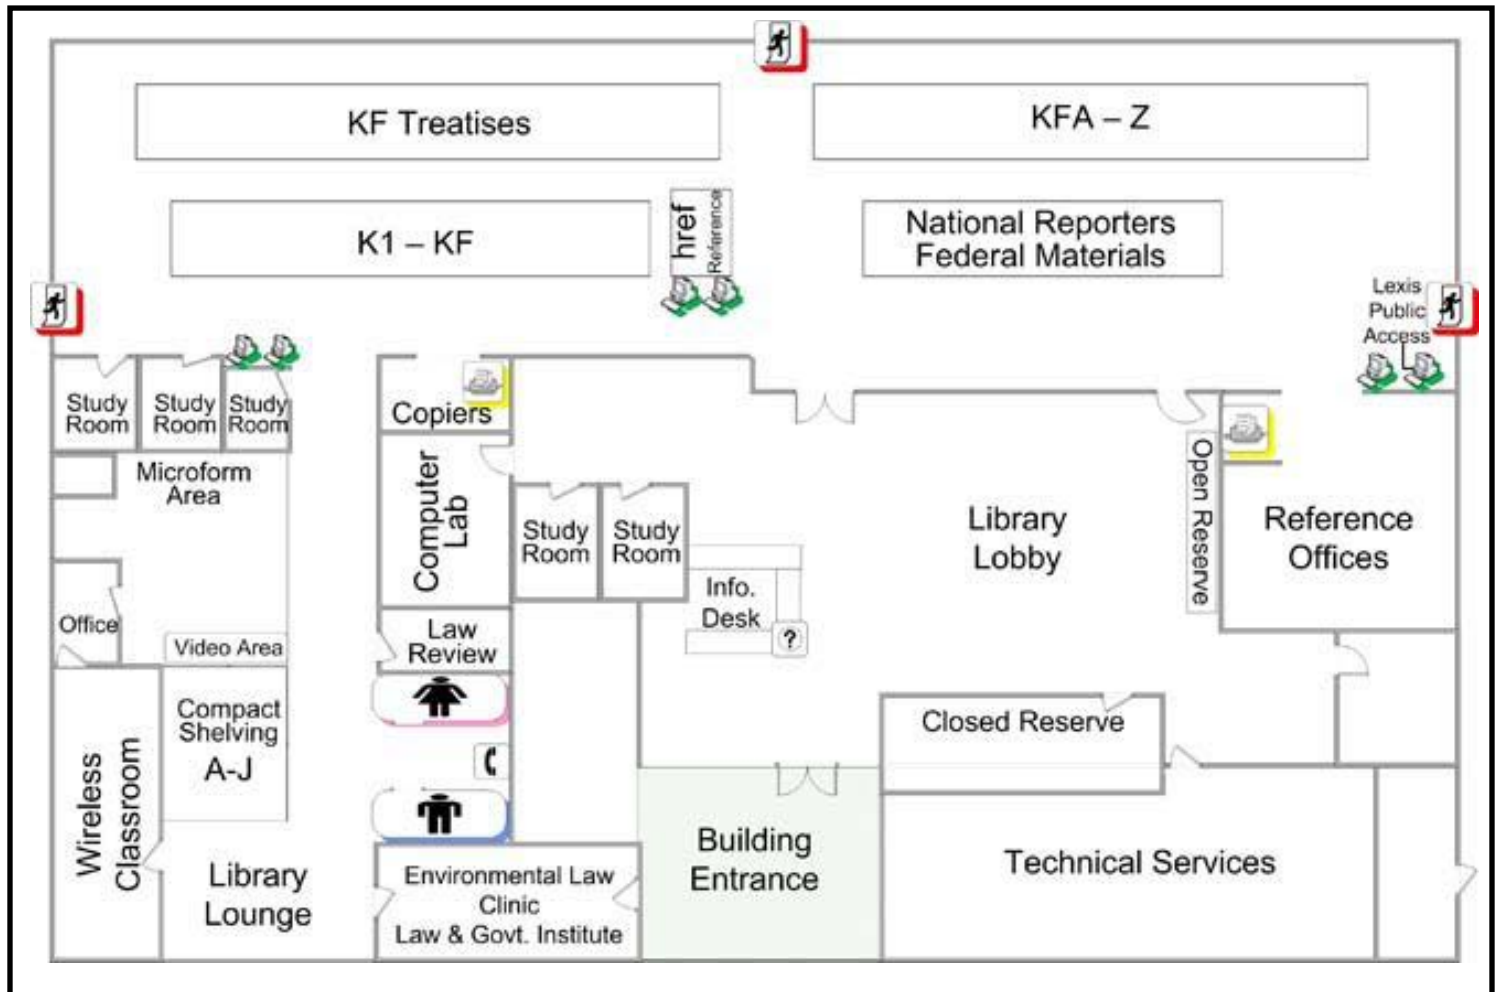 KF Treatises
KFA – Z
K1 – KF
href
Reference
National Reporters
Federal Materials
Lexis
Public
Access
Study
Room
Study
Room
Study
Room
Copiers
Microform
Area
Computer
Lab
Study
Room
Study
Room
Library
Lobby
Open Reserve
Reference
Offices
Info.
Desk
?
Office
Video Area
Law
Review
Compact
Shelving
A-J
Closed Reserve
Wireless
Classroom
Library
Lounge
Environmental Law
Clinic
Law & Govt. Institute
Building
Entrance
Technical Services